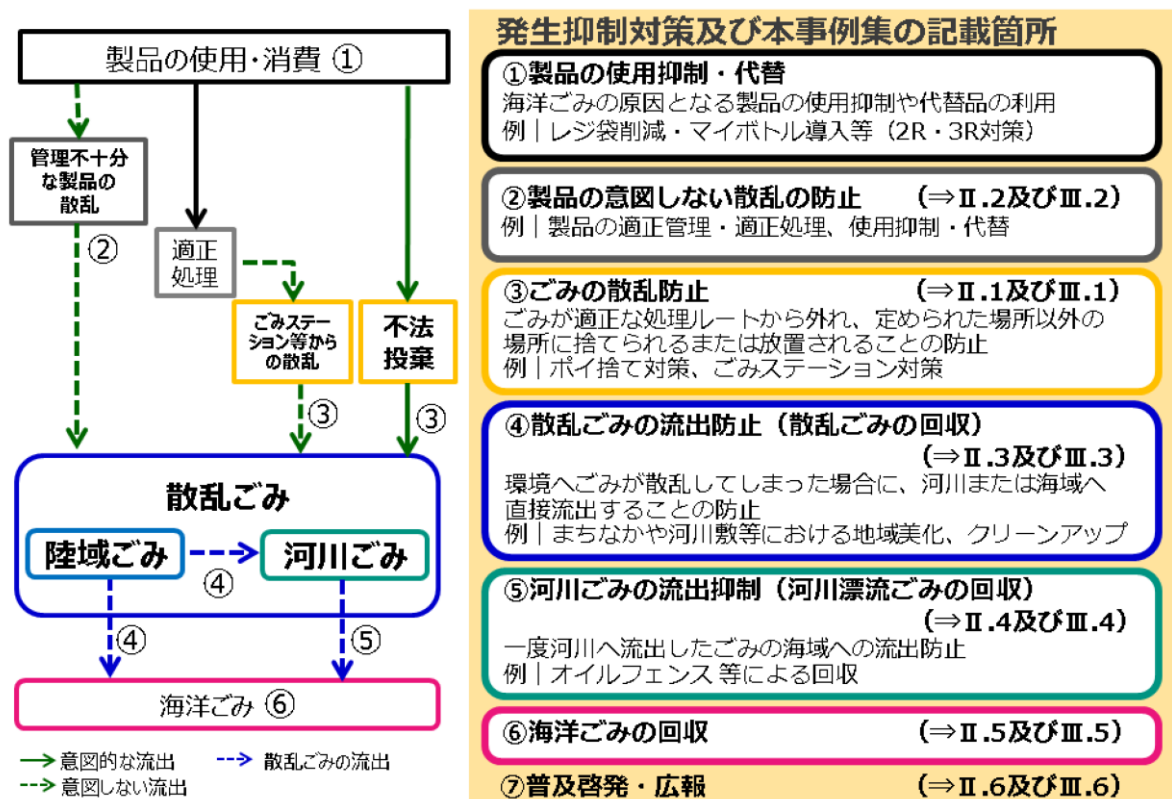 製品の使用・消費 ①
管理不十分
な製品の
散乱
②
適正
処理
ごみステー
ション等から
の散乱
不法
投棄
③
③
散乱ごみ
陸域ごみ
河川ごみ
④
④
⑤
海洋ごみ ⑥
意図的な流出
散乱ごみの流出
意図しない流出
発生抑制対策及び本事例集の記載箇所
①製品の使用抑制・代替
海洋ごみの原因となる製品の使用抑制や代替品の利用
例｜レジ袋削減・マイボトル導入等（2R・3R対策）
②製品の意図しない散乱の防止 （⇒Ⅱ.2及びⅢ.2）
例｜製品の適正管理・適正処理、使用抑制・代替
③ごみの散乱防止 （⇒Ⅱ.1及びⅢ.1）
ごみが適正な処理ルートから外れ、定められた場所以外の
場所に捨てられるまたは放置されることの防止
例｜ポイ捨て対策、ごみステーション対策
④散乱ごみの流出防止（散乱ごみの回収）
（⇒Ⅱ.3及びⅢ.3）
環境へごみが散乱してしまった場合に、河川または海域へ
直接流出することの防止
例｜まちなかや河川敷等における地域美化、クリーンアップ
⑤河川ごみの流出抑制（河川漂流ごみの回収）
（⇒Ⅱ.4及びⅢ.4）
一度河川へ流出したごみの海域への流出防止
例｜オイルフェンス 等による回収
⑥海洋ごみの回収 （⇒Ⅱ.5及びⅢ.5）
⑦普及啓発・広報 （⇒Ⅱ.6及びⅢ.6）